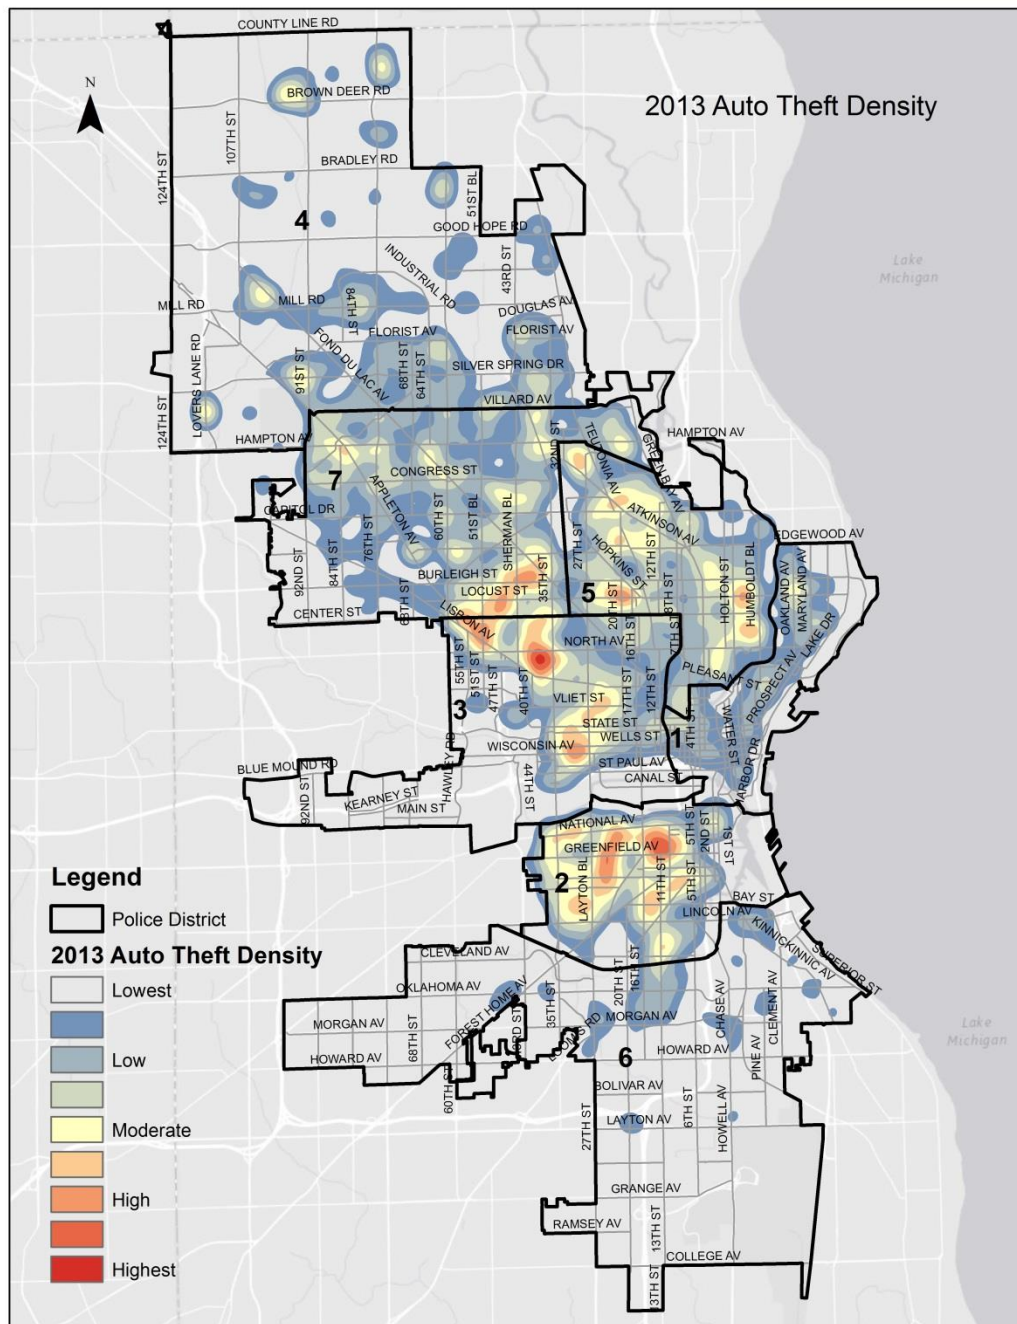 COUNTY LINE RD
N
BROWN DEER RD
2013 Auto Theft Density
107TH ST
124TH ST
BRADLEY RD
51ST BL
4
GOOD HOPE RD
Lake
Michigan
INDUSTRIAL RD
43RD ST
MILL RD
MILL RD
84TH ST
DOUGLAS AV
FLORIST AV
FLORIST AV
FOND DU LAC AV
LOVERS LANE RD
91ST ST
68TH ST
64TH ST
SILVER SPRING DR
VILLARD AV
124TH ST
HAMPTON AV
32ND ST
TEUTONIA AV
GREEN BAY AV
HAMPTON AV
7
CONGRESS ST
APPLETON AV
CAPITOL DR
60TH ST
51ST BL
SHERMAN BL
ATKINSON AV
EDGEWOOD AV
76TH ST
84TH ST
92ND ST
27TH ST
HOPKINS ST
12TH ST
BURLEIGH ST
35TH ST
LOCUST ST
5
20TH ST
8TH ST
HOLTON ST
HUMBOLDT BL
OAKLAND AV
MARYLAND AV
LAKE DR
CENTER ST
68TH ST
LISBON AV
NORTH AV
16TH ST
7TH ST
55TH ST
51ST ST
47TH ST
40TH ST
PLEASANT ST
PROSPECT AV
VLIET ST
17TH ST
12TH ST
3
STATE ST
WELLS ST
1
4TH ST
WATER ST
WISCONSIN AV
HARBOR DR
BLUE MOUND RD
ST PAUL AV
CANAL ST
92ND ST
KEARNEY ST
MAIN ST
HAWLEY RD
44TH ST
NATIONAL AV
5TH ST
2ND ST
1ST ST
GREENFIELD AV
Legend
2
LAYTON BL
11TH ST
5TH ST
BAY ST
Police District
LINCOLN AV
KINNICKINNIC AV
SUPERIOR ST
2013 Auto Theft Density
CLEVELAND AV
Lowest
OKLAHOMA AV
FOREST HOME AV
35TH ST
20TH ST
16TH ST
CHASE AV
CLEMENT AV
MORGAN AV
68TH ST
LOOMIS RD
MORGAN AV
Lake
Michigan
Low
HOWARD AV
6
HOWARD AV
PINE AV
60TH ST
BOLIVAR AV
27TH ST
LAYTON AV
6TH ST
HOWELL AV
Moderate
GRANGE AV
High
RAMSEY AV
13TH ST
COLLEGE AV
Highest
13TH ST